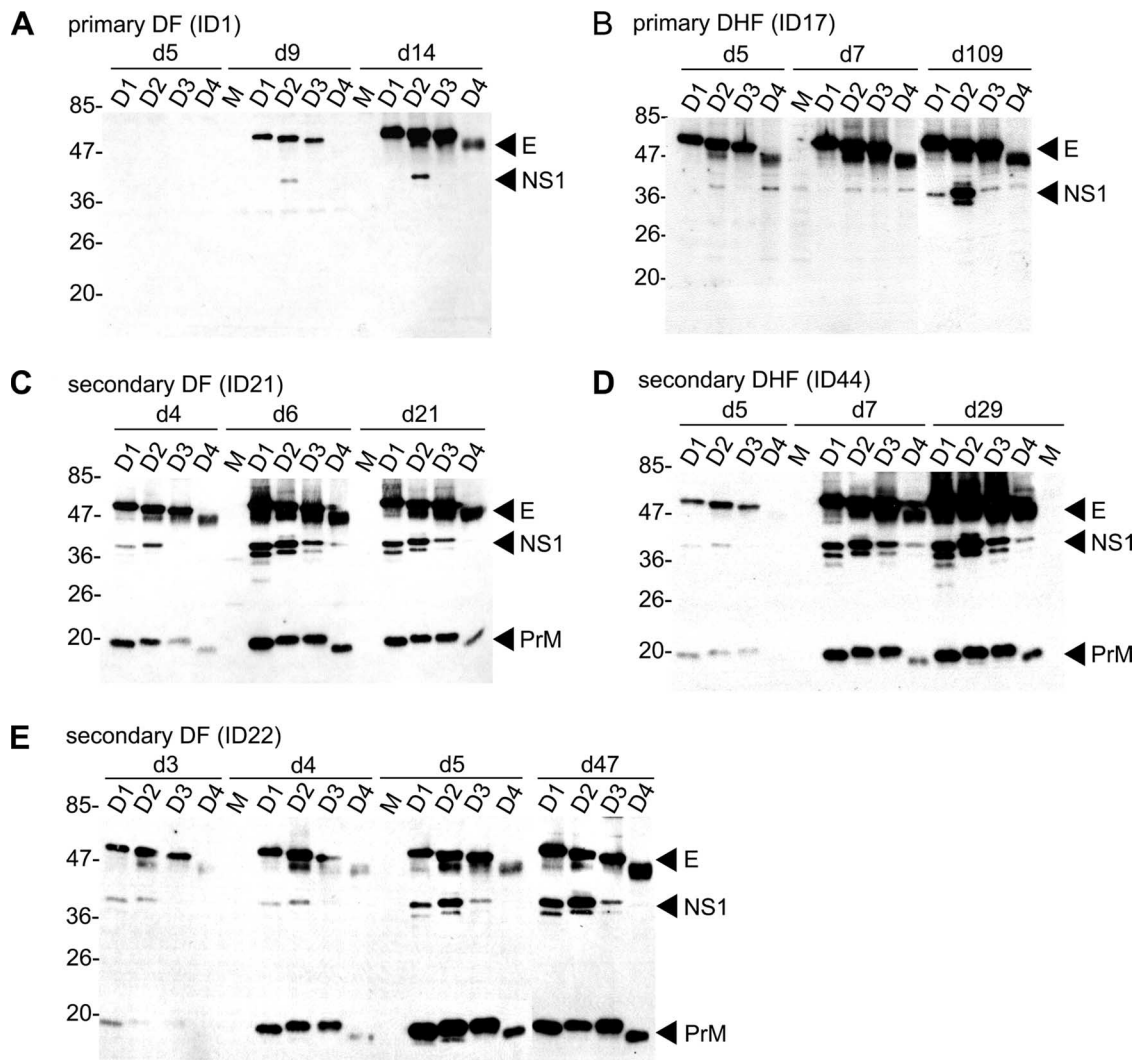 A primary DF (ID1)
d5 d9 d14
D1 D2 D3 D4 M D1 D2 D3 D4 M D1 D2 D3 D4
85-
47-
36-
26-
20-
E
NS1
B primary DHF (ID17)
d5 d7 d109
D1 D2 D3 D4 M D1 D2 D3 D4 D1 D2 D3 D4
85-
47-
36-
26-
20-
E
NS1
C secondary DF (ID21)
d4 d6 d21
D1 D2 D3 D4 M D1 D2 D3 D4 M D1 D2 D3 D4
85-
47-
36-
26-
20-
E
NS1
PrM
D secondary DHF (ID44)
d5 d7 d29
D1 D2 D3 D4 M D1 D2 D3 D4 D1 D2 D3 D4 M
85-
47-
36-
26-
20-
E
NS1
PrM
E secondary DF (ID22)
d3 d4 d5 d47
D1 D2 D3 D4 M D1 D2 D3 D4 M D1 D2 D3 D4 D1 D2 D3 D4
85-
47-
36-
26-
20-
E
NS1
PrM